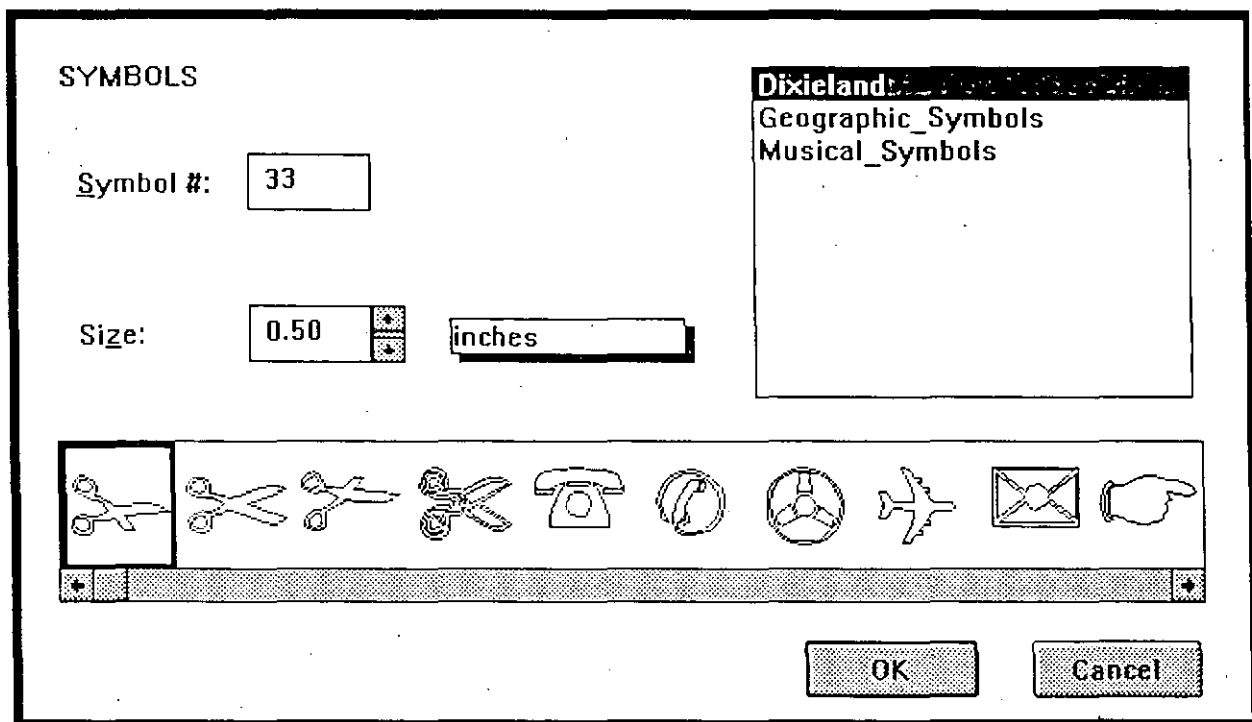 SYMBOLS
Dixieland
Geographic_Symbols
Musical_Symbols
Symbol #:
33
Size:
0.50
inches
OK
Cancel